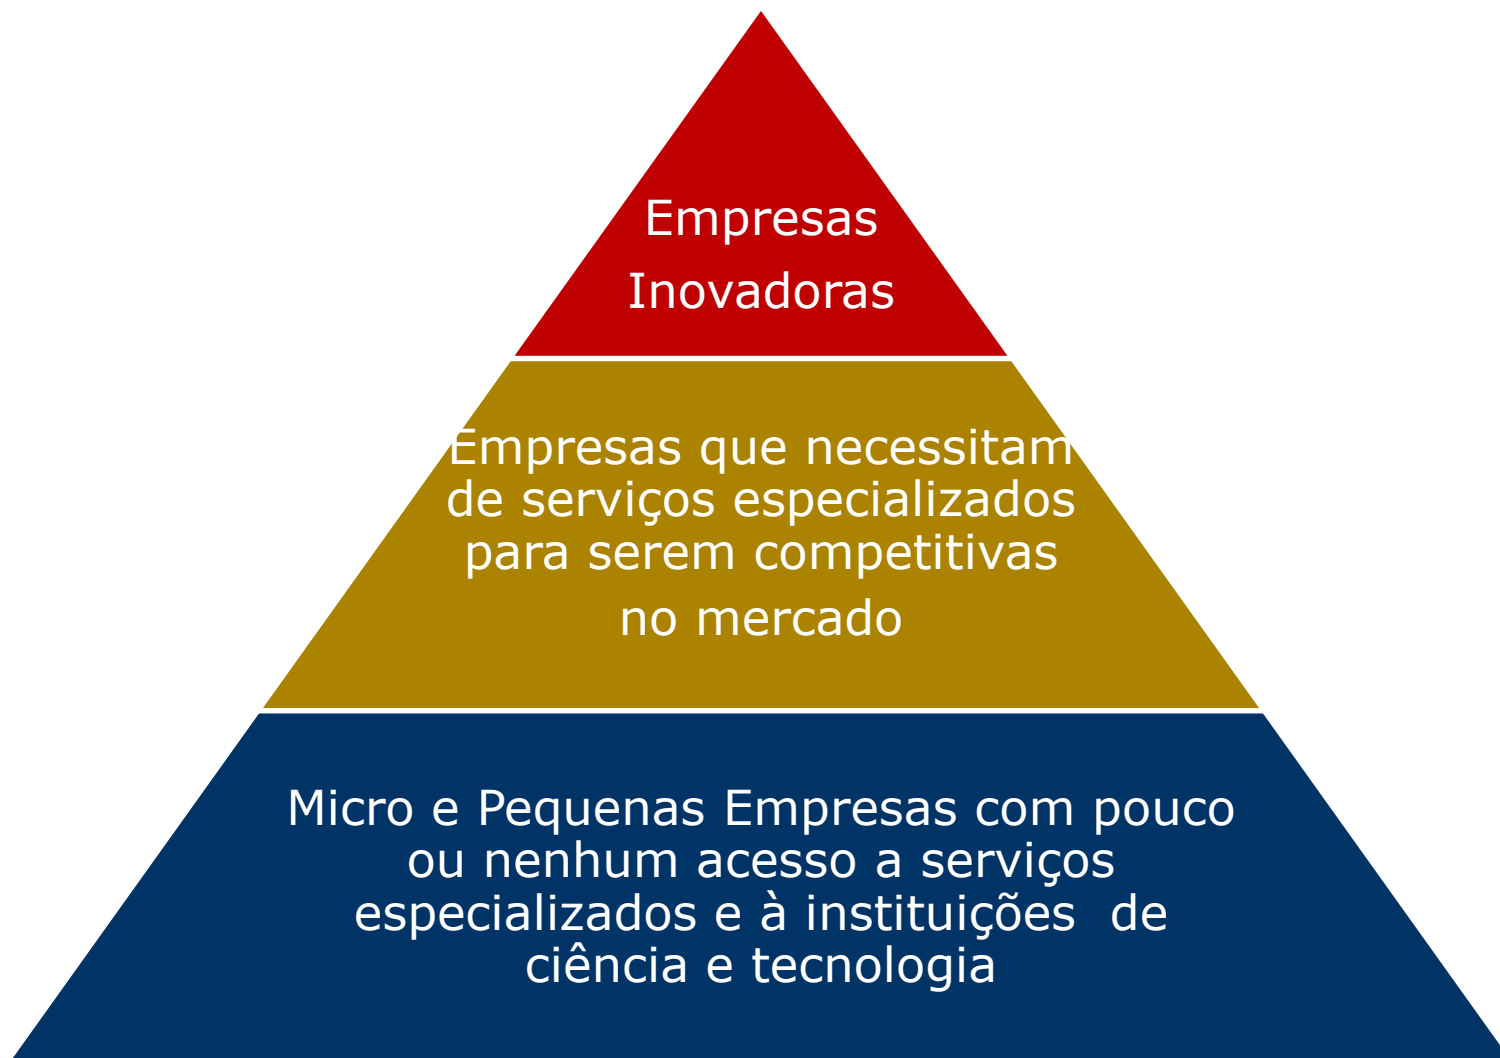 Empresas
Inovadoras
Empresas que necessitam
de serviços especializados
para serem competitivas
no mercado
Micro e Pequenas Empresas com pouco
ou nenhum acesso a serviços
especializados e à instituições  de
ciência e tecnologia